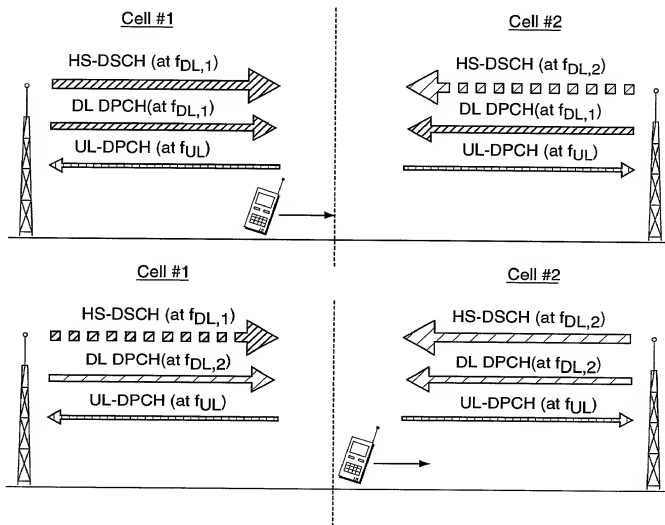 Cell #1
Cell #2
HS-DSCH (at fDL,1)
HS-DSCH (at fDL,2)
DL DPCH(at fDL,1)
DL DPCH(at fDL,1)
UL-DPCH (at fUL)
UL-DPCH (at fUL)
Cell #1
Cell #2
HS-DSCH (at fDL,1)
HS-DSCH (at fDL,2)
DL DPCH(at fDL,2)
DL DPCH(at fDL,2)
UL-DPCH (at fUL)
UL-DPCH (at fUL)